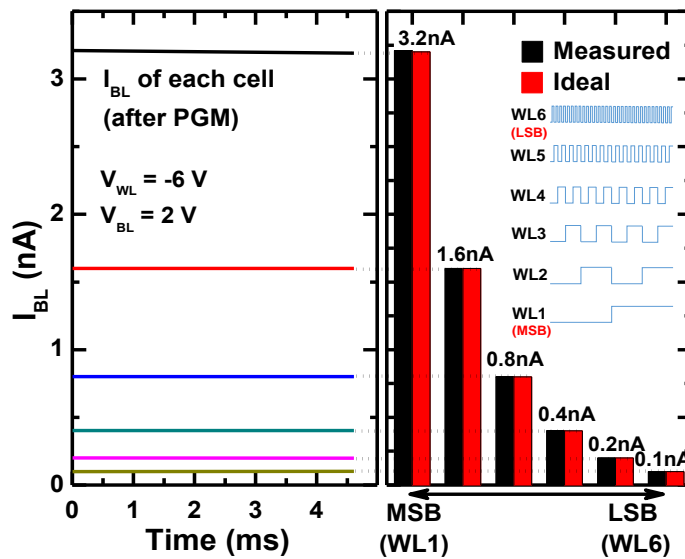 I_BL of each cell
(after PGM)
V_WL = -6 V
V_BL = 2 V
I_BL (nA)
3
2
1
0
0 1 2 3 4
Time (ms)
3.2nA
1.6nA
0.8nA
0.4nA
0.2nA
0.1nA
Measured
Ideal
WL6
(LSB)
WL5
WL4
WL3
WL2
WL1
(MSB)
MSB LSB
(WL1) (WL6)